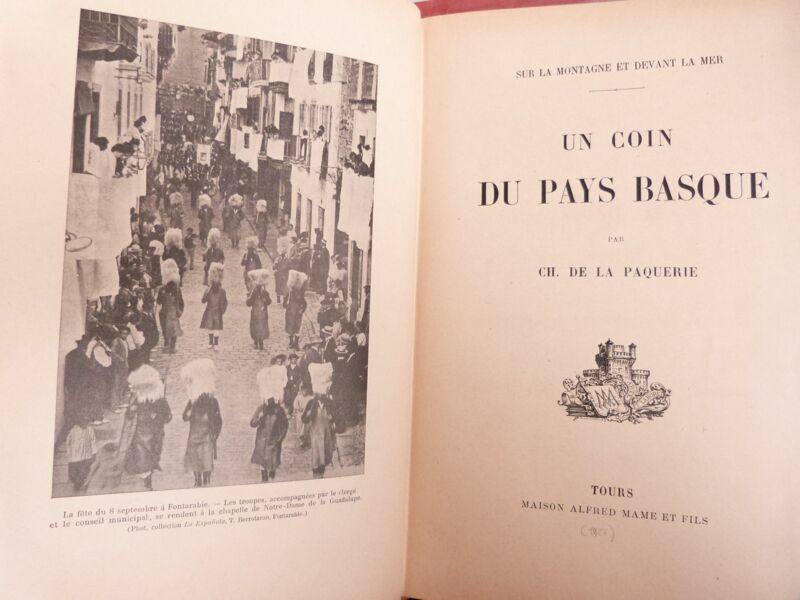 La fête du 8 septembre à Fontarabie. — Les troupes, accompagnées par le clergé
et le conseil municipal, se rendent à la chapelle de Notre-Dame de la Guadalupe.
(Phot. collection La Española, T. Berrotaran, Fontarabie.)
SUR LA MONTAGNE ET DEVANT LA MER
UN COIN
DU PAYS BASQUE
PAR
CH. DE LA PAQUERIE
TOURS
MAISON ALFRED MAME ET FILS